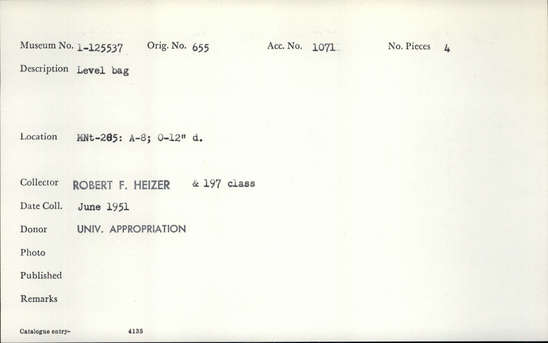 Museum No. 1-125537 Orig. No. 655 Acc. No. 1071 No. Pieces 4
Description Level bag
Location MNt-285: A-8; 0-12" d.
Collector ROBERT F. HEIZER & 197 class
Date Coll. June 1951
Donor UNIV. APPROPRIATION
Photo
Published
Remarks
Catalogue entry- 4135